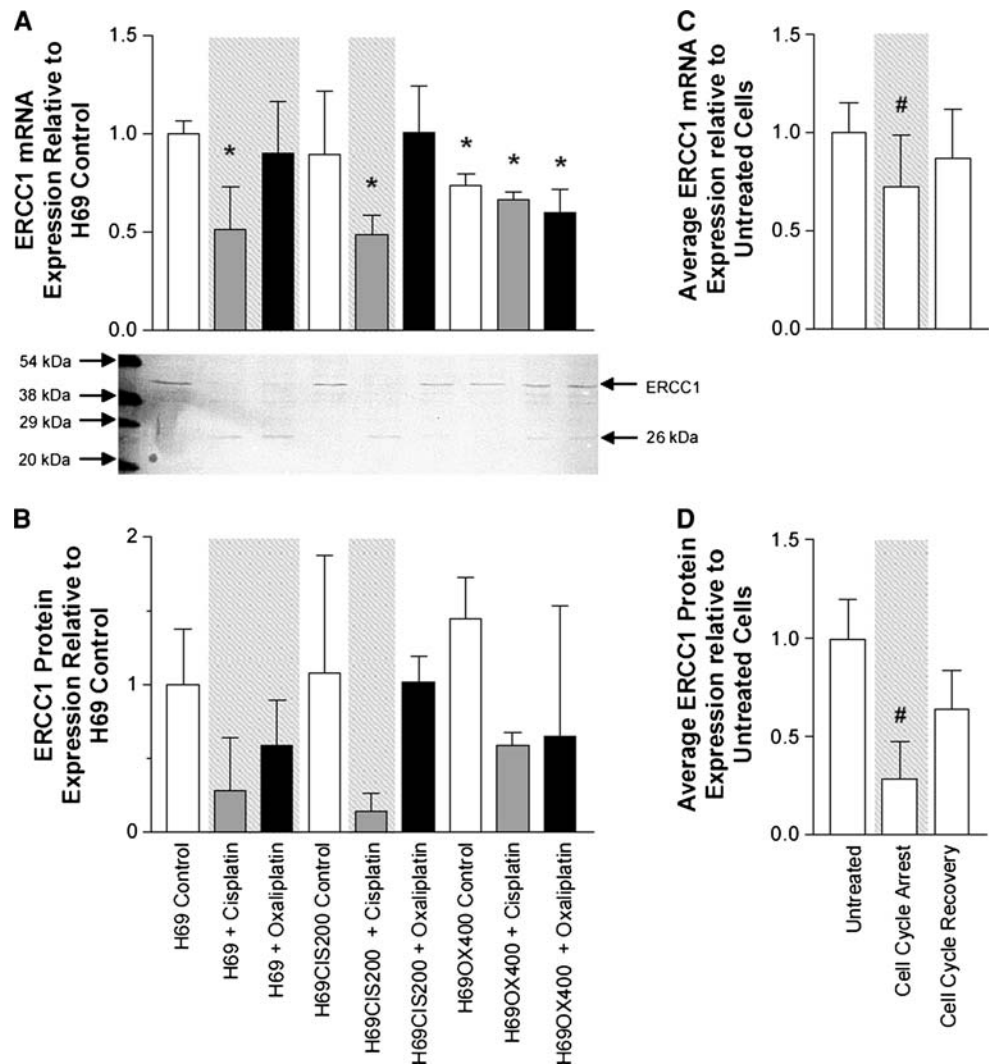 A
ERCC1 mRNA
Expression Relative to
H69 Control
1.5
1.0
0.5
0.0
*
*
*
*
*
54 kDa
38 kDa
29 kDa
20 kDa
ERCC1
26 kDa
B
ERCC1 Protein
Expression Relative to
H69 Control
2
1
0
H69 Control
H69 + Cisplatin
H69 + Oxaliplatin
H69CIS200 Control
H69CIS200 + Cisplatin
H69CIS200 + Oxaliplatin
H69OX400 Control
H69OX400 + Cisplatin
H69OX400 + Oxaliplatin
C
Average ERCC1 mRNA
Expression relative to
Untreated Cells
1.5
1.0
0.5
0.0
#
D
Average ERCC1 Protein
Expression relative to
Untreated Cells
1.5
1.0
0.5
0.0
#
Untreated
Cell Cycle Arrest
Cell Cycle Recovery